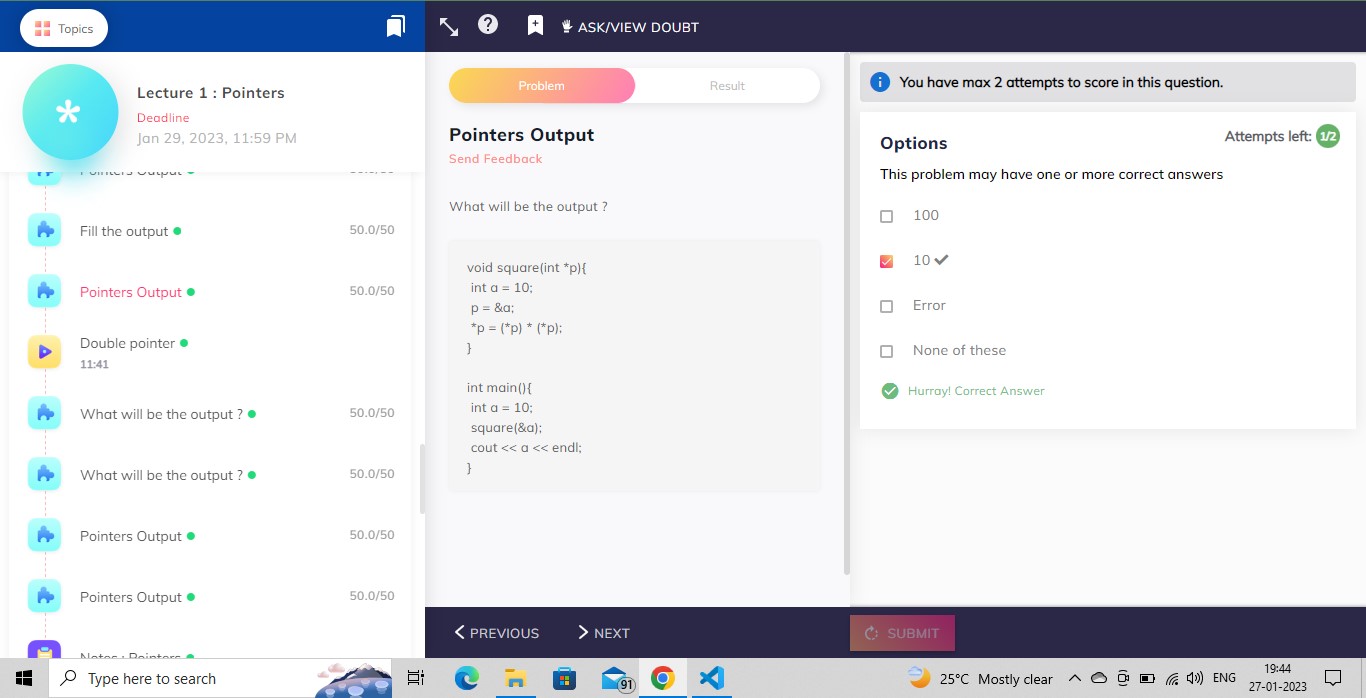 Topics
Lecture 1 : Pointers
Deadline
Jan 29, 2023, 11:59 PM
Pointers Output 50.0/50
Fill the output 50.0/50
Pointers Output 50.0/50
Double pointer
11:41
What will be the output ? 50.0/50
What will be the output ? 50.0/50
Pointers Output 50.0/50
Pointers Output 50.0/50
Notes : Pointers
ASK/VIEW DOUBT
Problem
Result
Pointers Output
Send Feedback
What will be the output ?
void square(int *p){
int a = 10;
p = &a;
*p = (*p) * (*p);
}
int main(){
int a = 10;
square(&a);
cout << a << endl;
}
PREVIOUS
NEXT
You have max 2 attempts to score in this question.
Options
Attempts left: 1/2
This problem may have one or more correct answers
100
10
Error
None of these
Hurray! Correct Answer
SUBMIT
Type here to search
91
25°C Mostly clear
ENG
19:44
27-01-2023